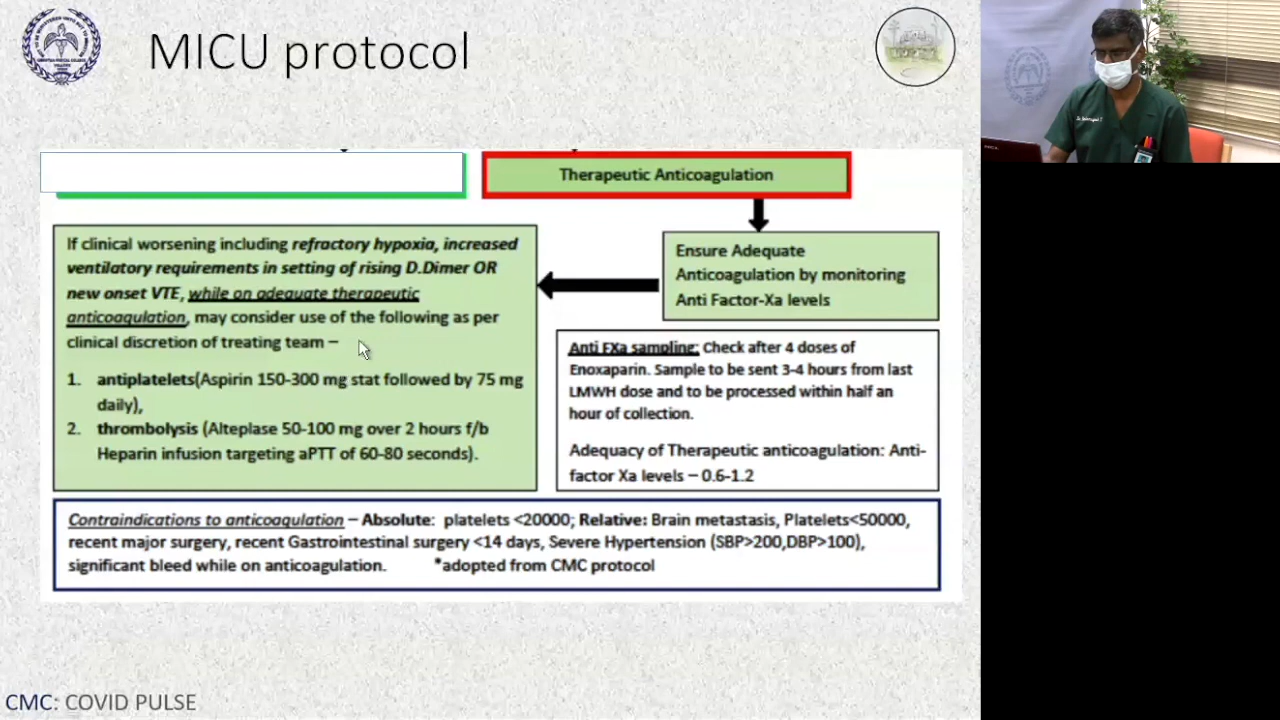 MICU protocol
Therapeutic Anticoagulation
If clinical worsening including refractory hypoxia, increased
ventilatory requirements in setting of rising D.Dimer OR
new onset VTE, while on adequate therapeutic
anticoagulation, may consider use of the following as per
clinical discretion of treating team –
1. antiplatelets(Aspirin 150-300 mg stat followed by 75 mg
daily),
2. thrombolysis (Alteplase 50-100 mg over 2 hours f/b
Heparin infusion targeting aPTT of 60-80 seconds).
Ensure Adequate
Anticoagulation by monitoring
Anti Factor-Xa levels
Anti FXa sampling: Check after 4 doses of
Enoxaparin. Sample to be sent 3-4 hours from last
LMWH dose and to be processed within half an
hour of collection.
Adequacy of Therapeutic anticoagulation: Anti-
factor Xa levels – 0.6-1.2
Contraindications to anticoagulation – Absolute: platelets <20000; Relative: Brain metastasis, Platelets<50000,
recent major surgery, recent Gastrointestinal surgery <14 days, Severe Hypertension (SBP>200,DBP>100),
significant bleed while on anticoagulation. *adopted from CMC protocol
CMC: COVID PULSE